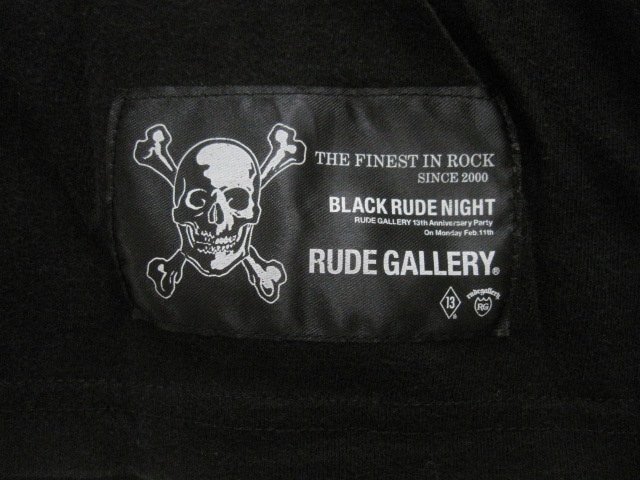 THE FINEST IN ROCK
SINCE 2000
BLACK RUDE NIGHT
RUDE GALLERY 13th Anniversary Party
On Monday Feb.11th
RUDE GALLERY®
13
rudegallery
RG